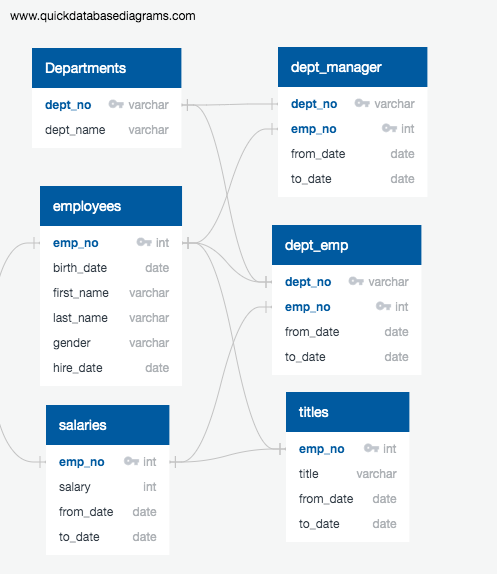 www.quickdatabasediagrams.com
Departments
dept_no varchar
dept_name varchar
dept_manager
dept_no varchar
emp_no int
from_date date
to_date date
employees
emp_no int
birth_date date
first_name varchar
last_name varchar
gender varchar
hire_date date
dept_emp
dept_no varchar
emp_no int
from_date date
to_date date
salaries
emp_no int
salary int
from_date date
to_date date
titles
emp_no int
title varchar
from_date date
to_date date